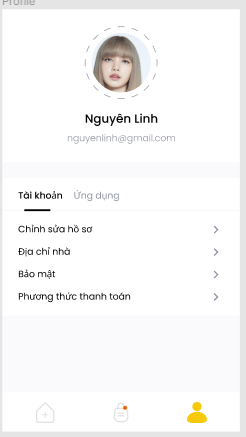 Profile
Nguyên Linh
nguyenlinh@gmail.com
Tài khoản Ứng dụng
Chỉnh sửa hồ sơ
Địa chỉ nhà
Bảo mật
Phương thức thanh toán